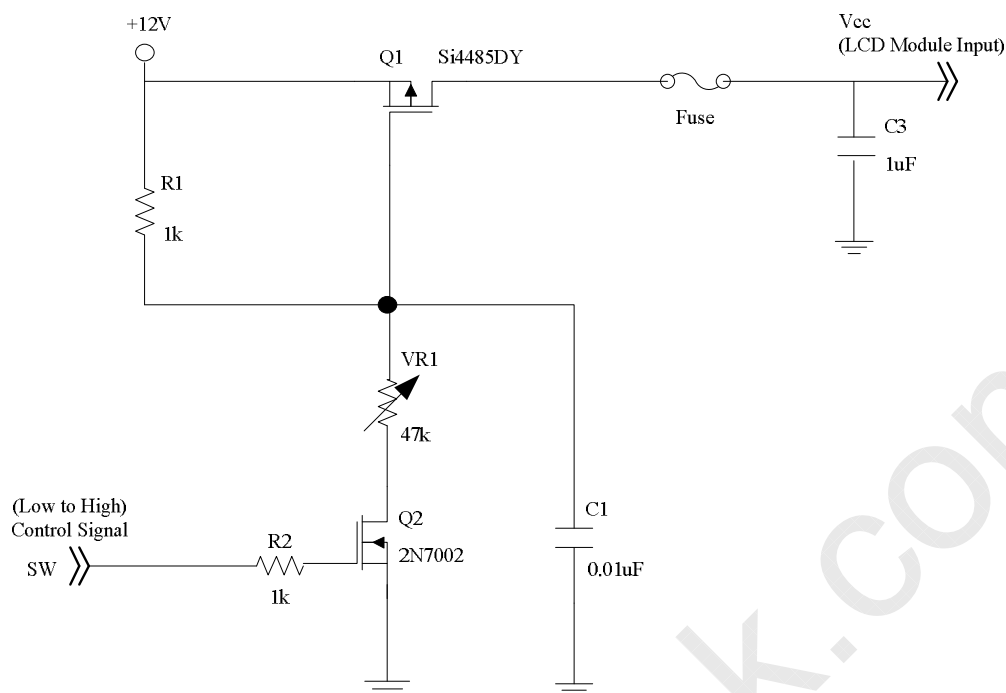 +12V
Q1
Si4485DY
Vcc
(LCD Module Input)
Fuse
C3
1uF
R1
1k
VR1
47k
(Low to High)
Control Signal
SW
R2
1k
Q2
2N7002
C1
0.01uF
k.com